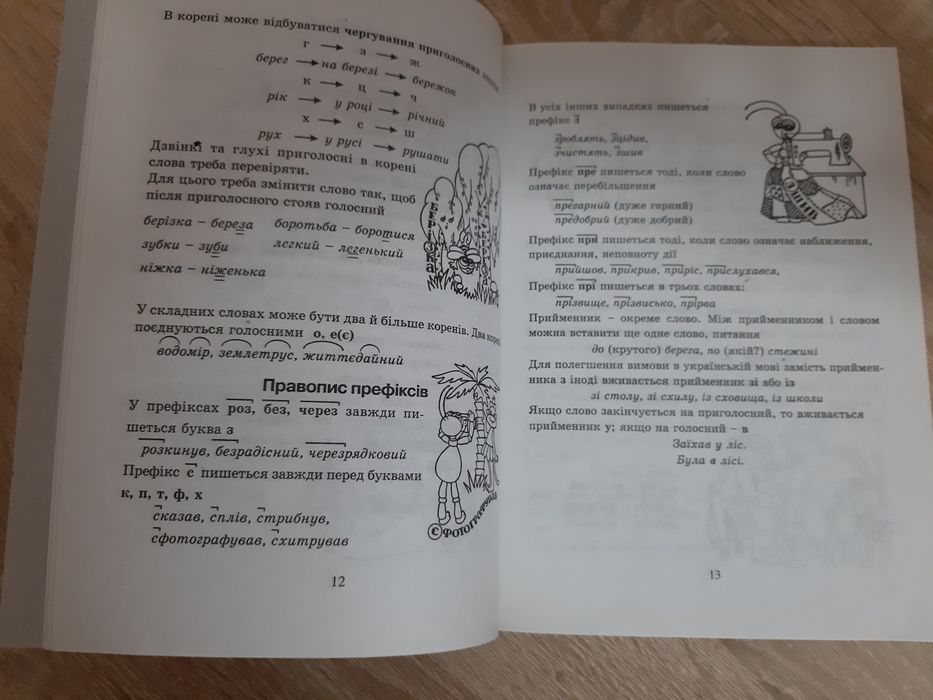 В корені може відбуватися чергування приголосних
г → з → ж
берег → на березі → бережок
к → ц → ч
рік → у році → річний
х → с → ш
рух → у русі → рушати
Дзвінкі та глухі приголосні в корені
слова треба перевіряти.
Для цього треба змінити слово так, щоб
після приголосного стояв голосний
берізка – береза боротьба – боротися
зубки – зуби легкий – легенький
ніжка – ніженька
берізка
У складних словах може бути два й більше коренів. Два корені
поєднуються голосними о, е(є)
водомір, землетрус, життєдайний
Правопис префіксів
У префіксах роз, без, через завжди пи-
шеться буква з
розкинув, безрадісний, черезрядковий
Префікс с пишеться завжди перед буквами
к, п, т, ф, х
сказав, сплів, стрибнув,
сфотографував, схитрував
сфотографував
12
В усіх інших випадках пишеться
префікс з
зроблять, зцідив,
зчистять, зшив
Префікс пре пишеться тоді, коли слово
означає перебільшення
прегарний (дуже гарний)
предобрий (дуже добрий)
Префікс при пишеться тоді, коли слово означає наближення,
приєднання, неповноту дії
прийшов, прикрив, приріс, прислухався,
Префікс прі пишеться в трьох словах:
прізвище, прізвисько, прірва
Прийменник – окреме слово. Між прийменником і словом
можна вставити ще одне слово, питання
до (крутого) берега, по (якій?) стежині
Для полегшення вимови в українській мові замість приймен-
ника з іноді вживається прийменник зі або із
зі столу, зі схилу, із сховища, із школи
Якщо слово закінчується на приголосний, то вживається
прийменник у; якщо на голосний – в
Заїхав у ліс.
Була в лісі.
13